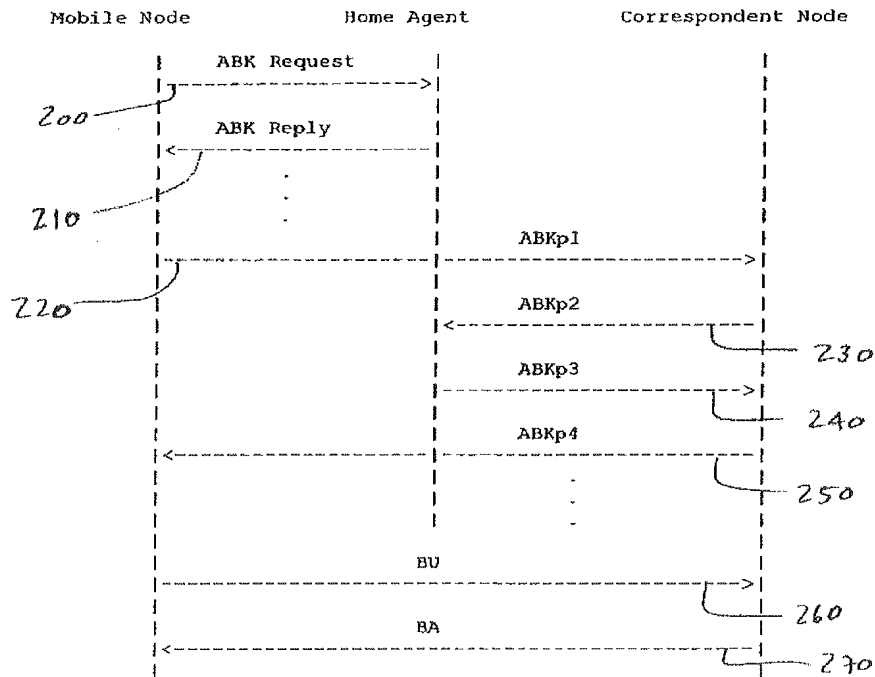 Mobile Node Home Agent Correspondent Node
ABK Request
200
ABK Reply
210
ABKp1
220
ABKp2
230
ABKp3
240
ABKp4
250
BU
260
BA
270